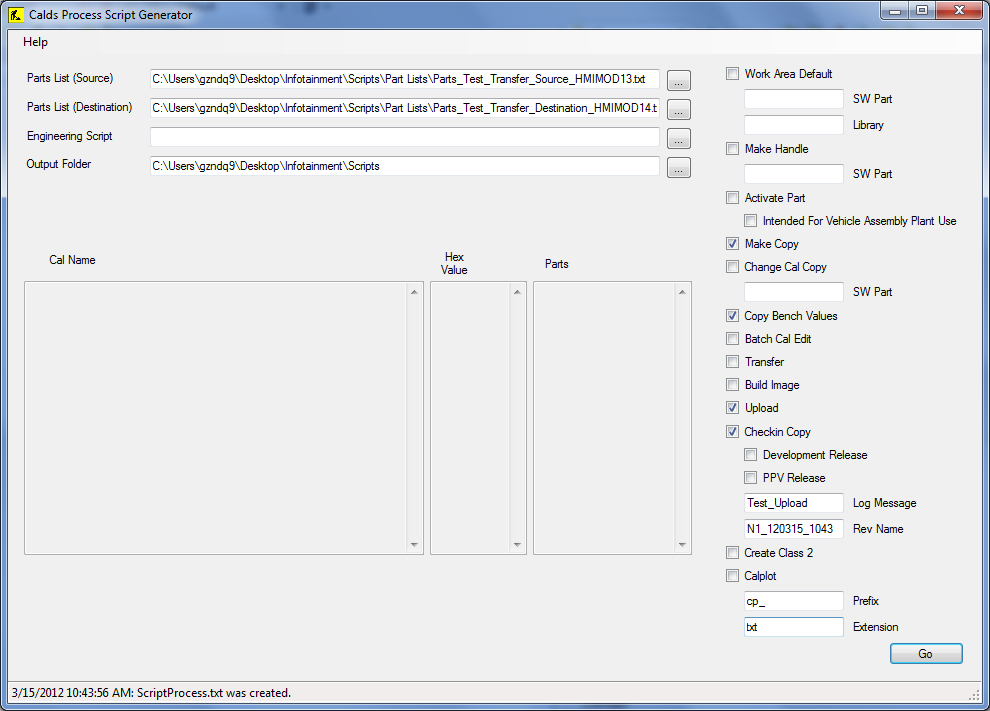 Calds Process Script Generator
Help
Parts List (Source) C:\Users\gzndq9\Desktop\Infotainment\Scripts\Part Lists\Parts_Test_Transfer_Source_HMIMOD13.txt ...
Parts List (Destination) C:\Users\gzndq9\Desktop\Infotainment\Scripts\Part Lists\Parts_Test_Transfer_Destination_HMIMOD14.t ...
Engineering Script ...
Output Folder C:\Users\gzndq9\Desktop\Infotainment\Scripts ...
Cal Name
Hex
Value
Parts
Work Area Default
SW Part
Library
Make Handle
SW Part
Activate Part
Intended For Vehicle Assembly Plant Use
Make Copy
Change Cal Copy
SW Part
Copy Bench Values
Batch Cal Edit
Transfer
Build Image
Upload
Checkin Copy
Development Release
PPV Release
Test_Upload Log Message
N1_120315_1043 Rev Name
Create Class 2
Calplot
cp_ Prefix
txt Extension
Go
3/15/2012 10:43:56 AM: ScriptProcess.txt was created.